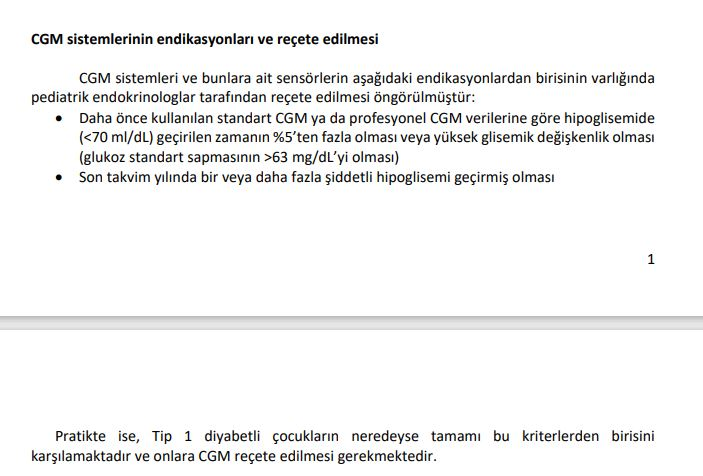 CGM sistemlerinin endikasyonları ve reçete edilmesi
CGM sistemleri ve bunlara ait sensörlerin aşağıdaki endikasyonlardan birisinin varlığında
pediatrik endokrinologlar tarafından reçete edilmesi öngörülmüştür:
• Daha önce kullanılan standart CGM ya da profesyonel CGM verilerine göre hipoglisemide
(<70 ml/dL) geçirilen zamanın %5’ten fazla olması veya yüksek glisemik değişkenlik olması
(glukoz standart sapmasının >63 mg/dL’yi olması)
• Son takvim yılında bir veya daha fazla şiddetli hipoglisemi geçirmiş olması
1
Pratikte ise, Tip 1 diyabetli çocukların neredeyse tamamı bu kriterlerden birisini
karşılamaktadır ve onlara CGM reçete edilmesi gerekmektedir.